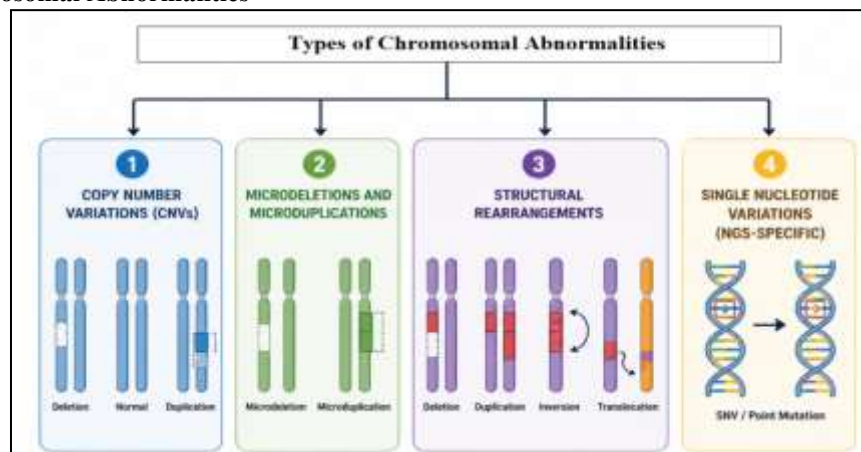 Types of Chromosomal Abnormalities
1
COPY NUMBER
VARIATIONS (CNVs)
Deletion
Normal
Duplication
2
MICRODELETIONS AND
MICRODUPLICATIONS
Microdeletion
Microduplication
3
STRUCTURAL
REARRANGEMENTS
Deletion
Duplication
Inversion
Translocation
4
SINGLE NUCLEOTIDE
VARIATIONS
(NGS-SPECIFIC)
SNV / Point Mutation